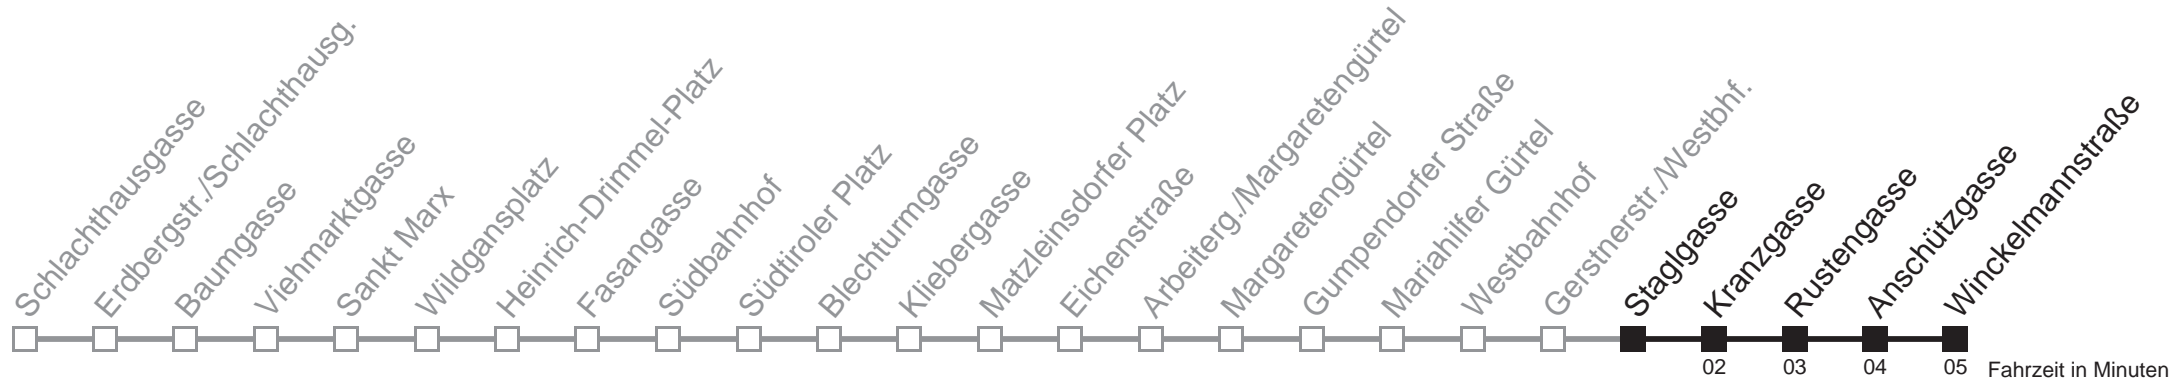 Schlachthausgasse
Erdbergstr./Schlachthausg.
Baumgasse
Viehmarktgasse
Sankt Marx
Wildgansplatz
Heinrich-Drimmel-Platz
Fasangasse
Südbahnhof
Südtiroler Platz
Blechturmgasse
Kliebergasse
Matzleinsdorfer Platz
Eichenstraße
Arbeiterg./Margaretengürtel
Margaretengürtel
Gumpendorfer Straße
Mariahilfer Gürtel
Westbahnhof
Gerstnerstr./Westbhf.
Staglgasse
Kranzgasse
Rustengasse
Anschützgasse
Winckelmannstraße
02 03 04 05 Fahrzeit in Minuten